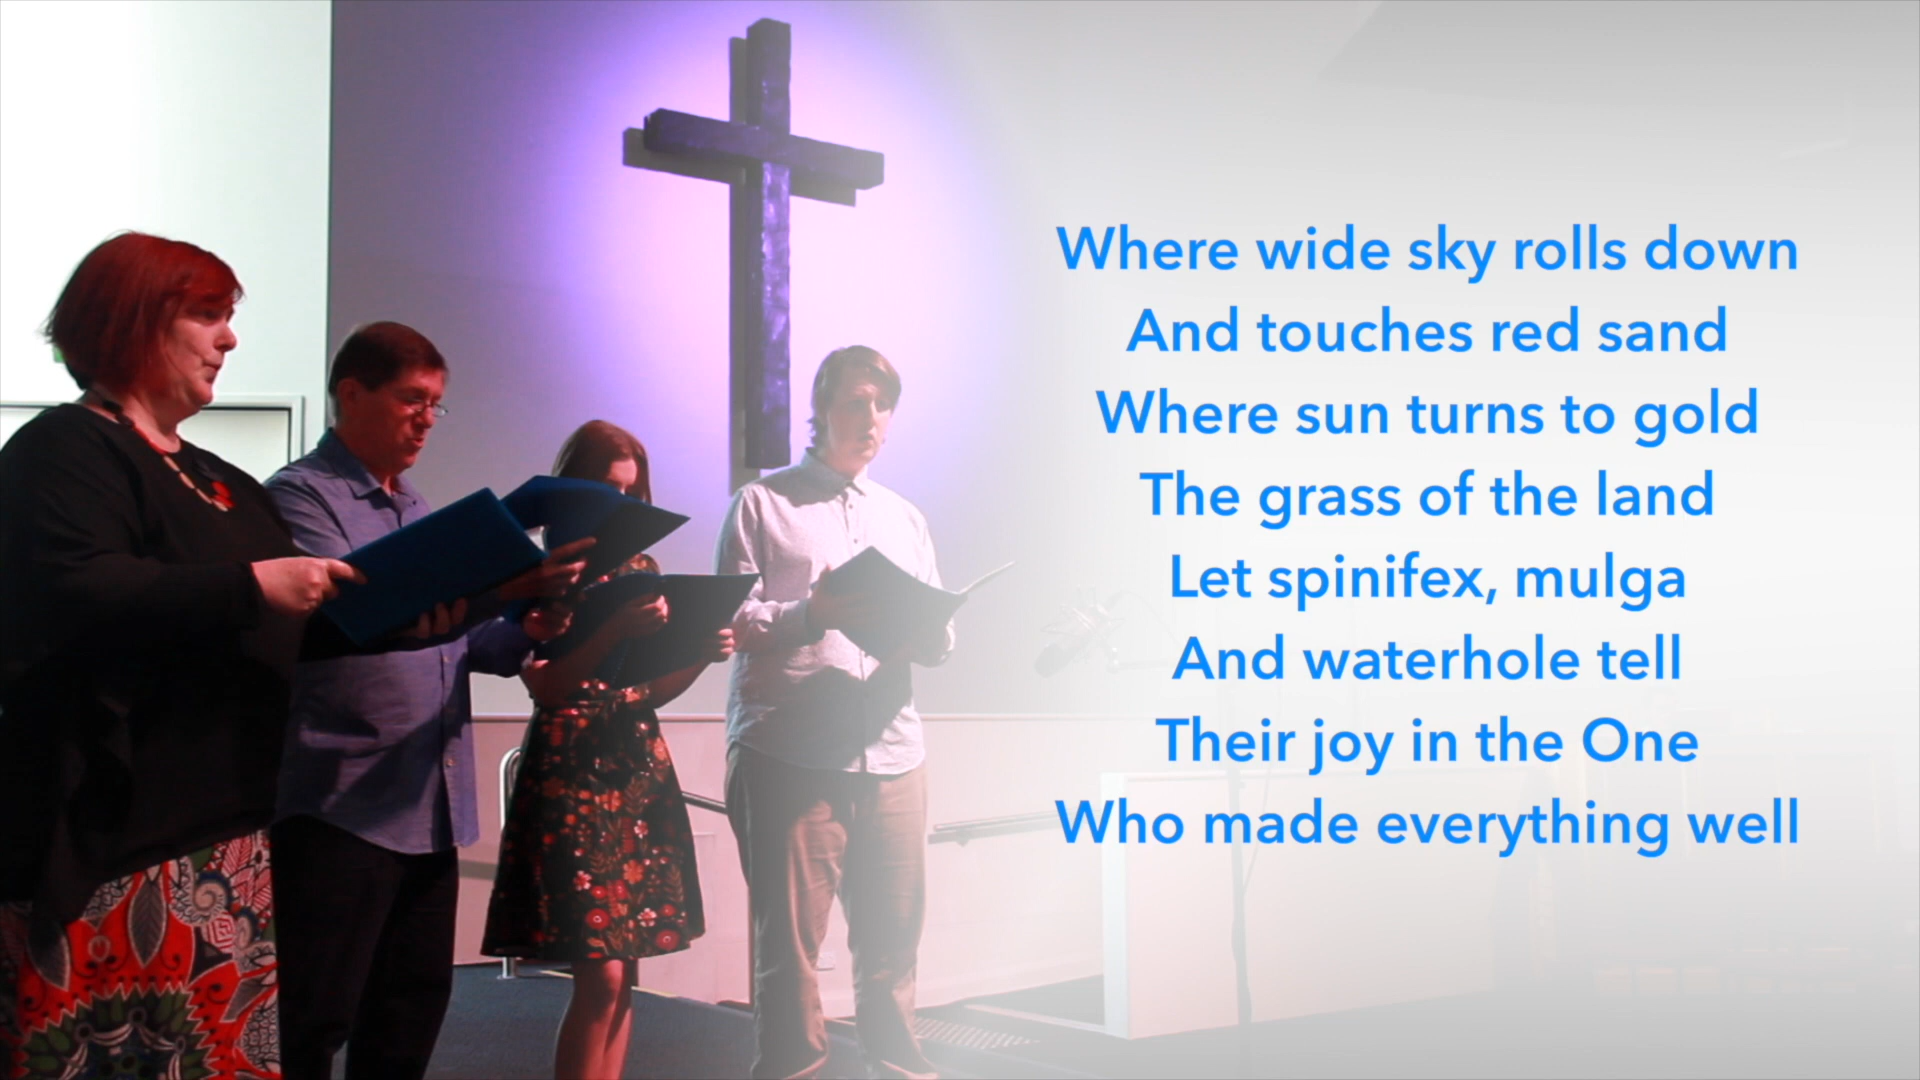 Where wide sky rolls down
And touches red sand
Where sun turns to gold
The grass of the land
Let spinifex, mulga
And waterhole tell
Their joy in the One
Who made everything well